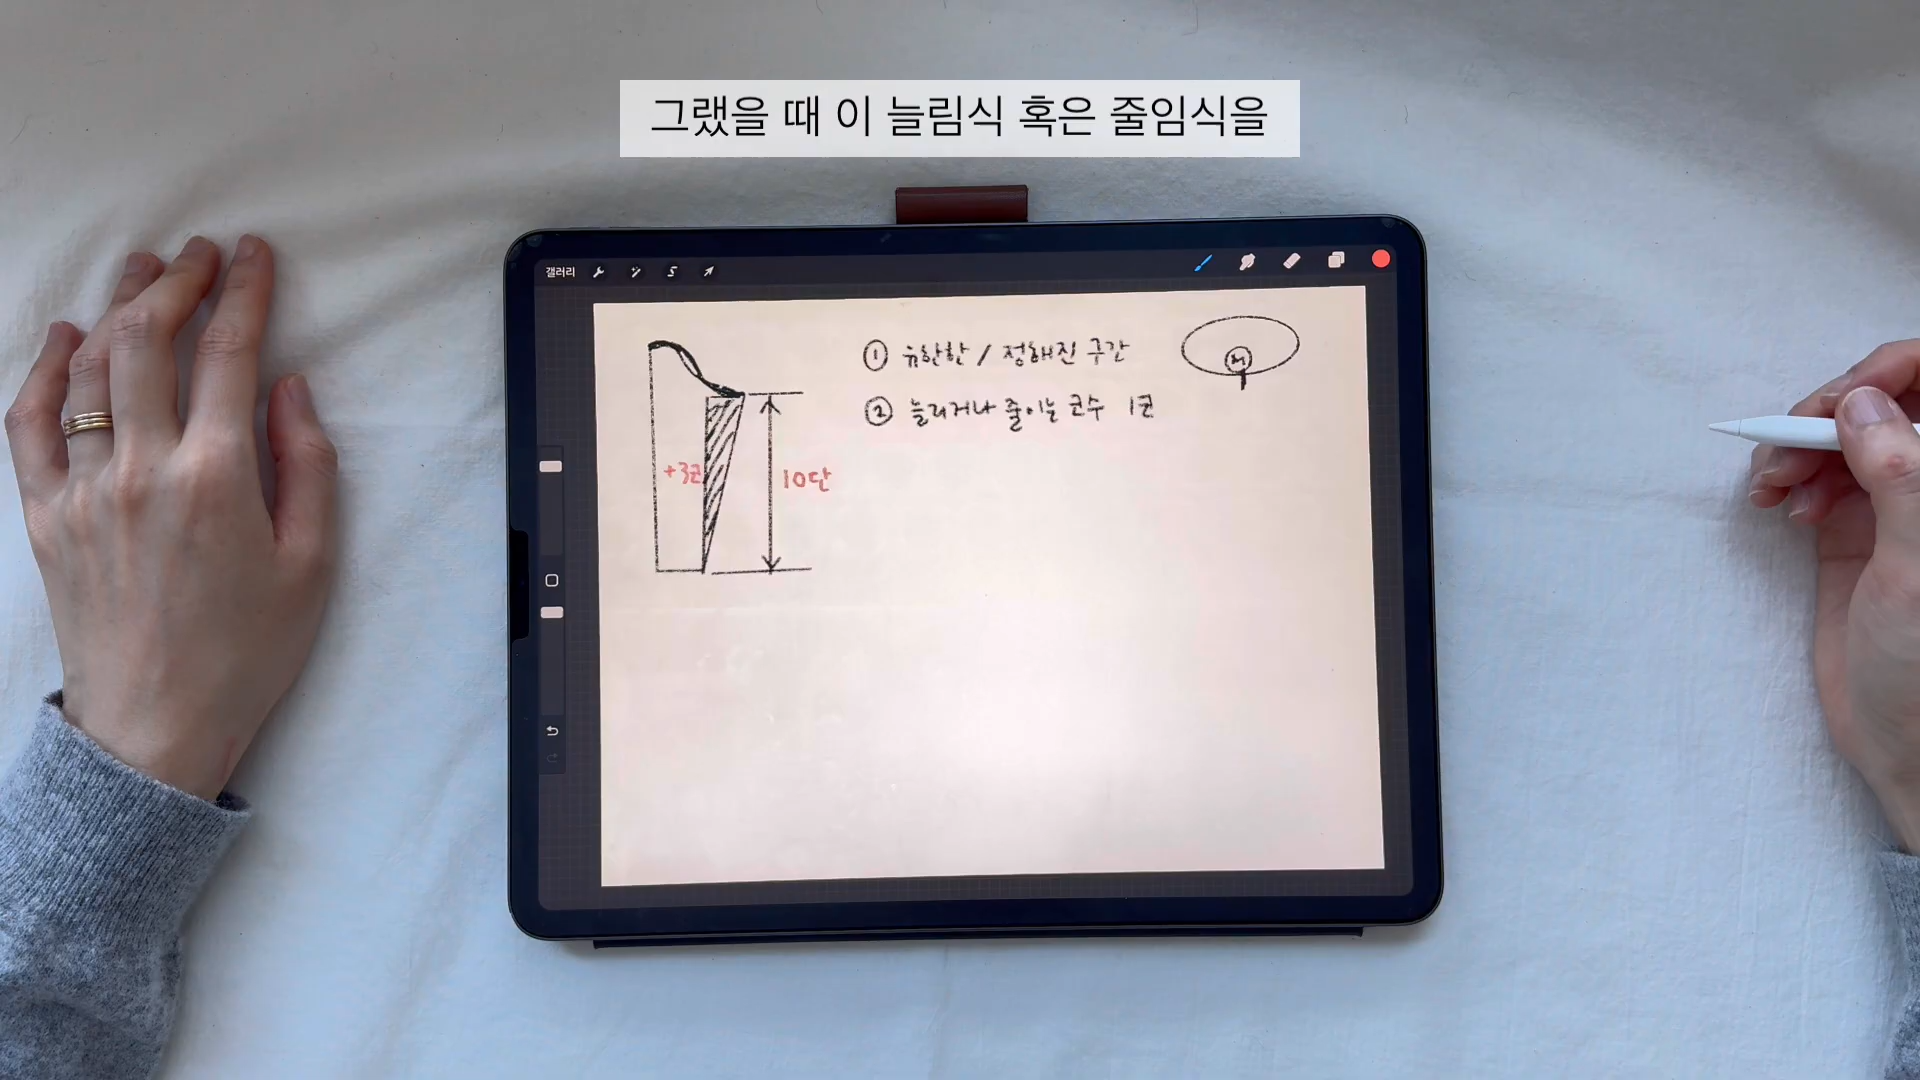 그랬을 때 이 늘림식 혹은 줄임식을
갤러리
① 유한한 / 정해진 구간
② 늘리거나 줄이는 코수 1코
+3코
10단